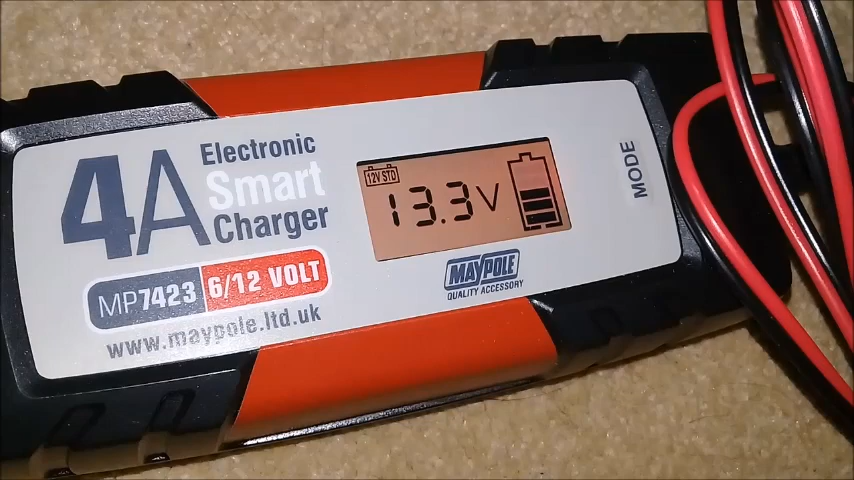 4A
Electronic
Smart
Charger
MP7423 6/12 VOLT
www.maypole.ltd.uk
12V STD
13.3V
MAYPOLE
QUALITY ACCESSORY
MODE